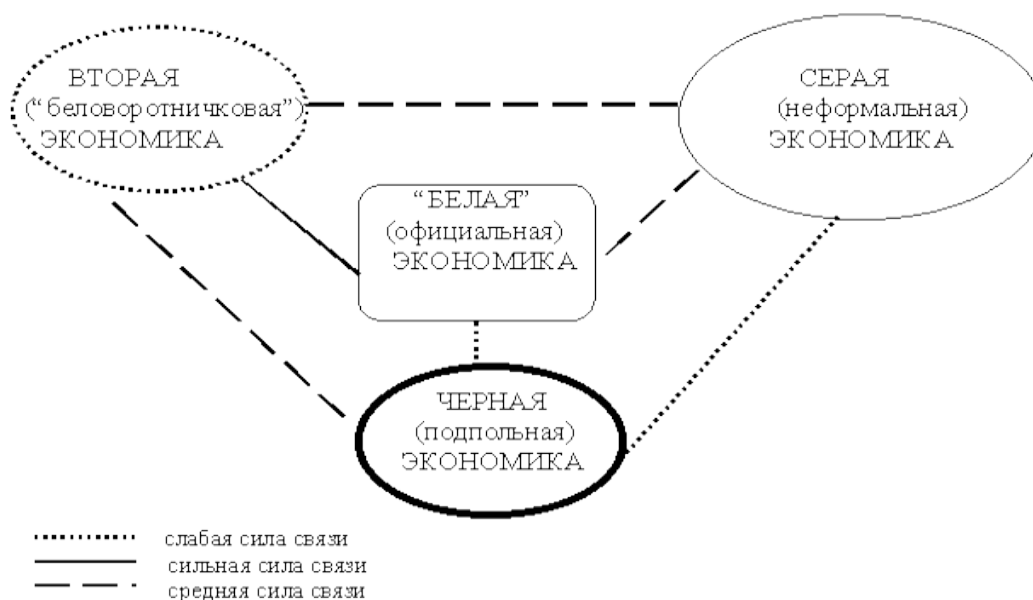 ВТОРАЯ
(“беловоротничковая”)
ЭКОНОМИКА
СЕРАЯ
(неформальная)
ЭКОНОМИКА
“БЕЛАЯ”
(официальная)
ЭКОНОМИКА
ЧЕРНАЯ
(подпольная)
ЭКОНОМИКА
слабая сила связи
сильная сила связи
средняя сила связи